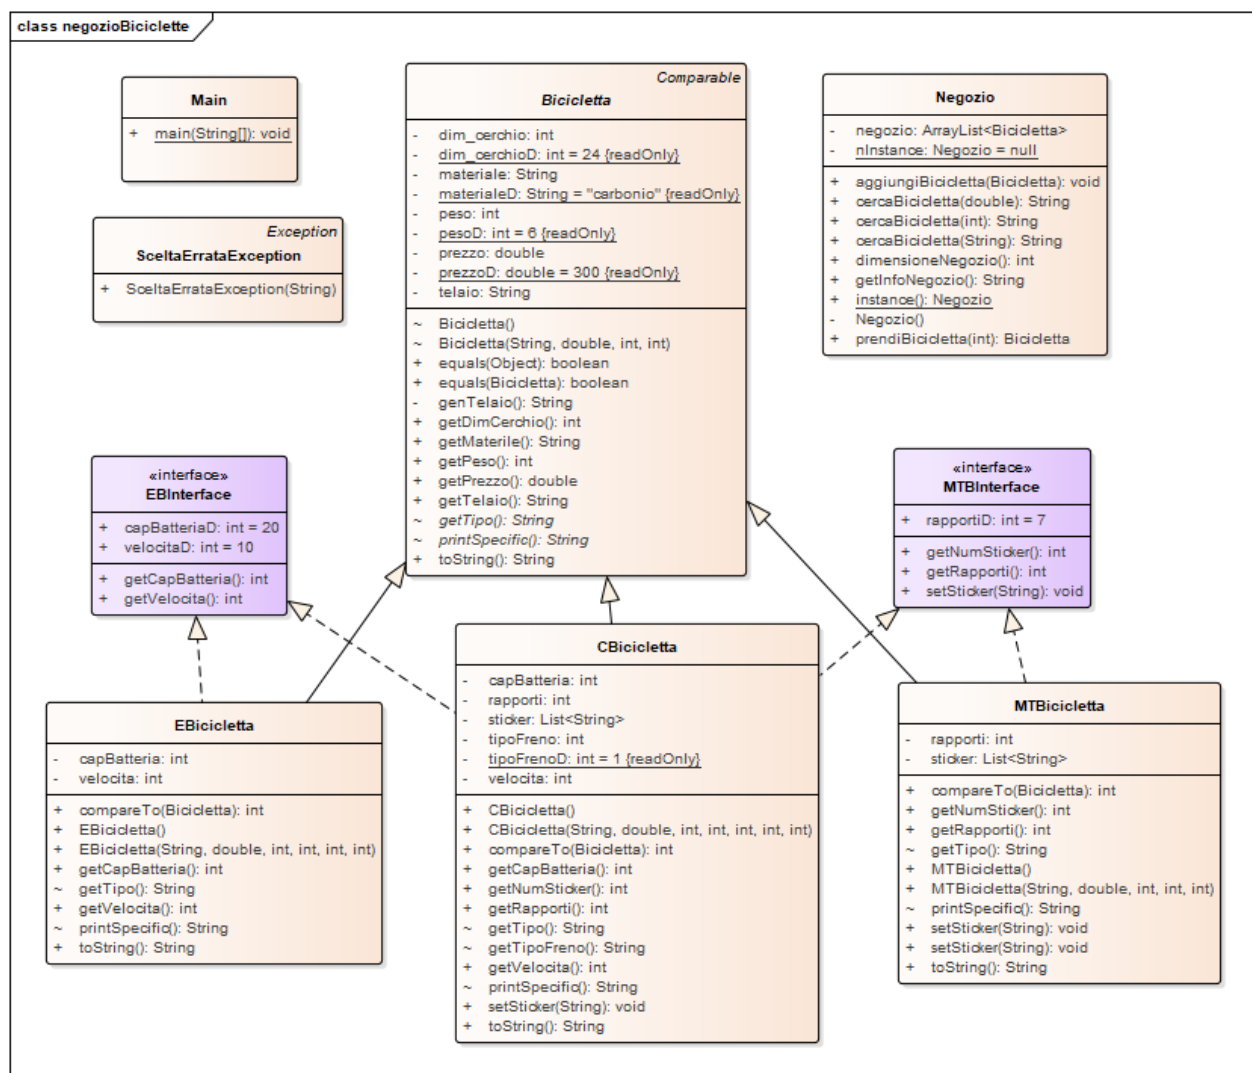 class negozioBiciclette
Main
+ main(String[]): void
Exception
SceltaErrataException
+ SceltaErrataException(String)
Comparable
Bicicletta
- dim_cerchio: int
- dim_cerchioD: int = 24 {readOnly}
- materiale: String
- materialeD: String = "carbonio" {readOnly}
- peso: int
- pesoD: int = 6 {readOnly}
- prezzo: double
- prezzoD: double = 300 {readOnly}
- telaio: String
~ Bicicletta()
~ Bicicletta(String, double, int, int)
+ equals(Object): boolean
+ equals(Bicicletta): boolean
- genTelaio(): String
+ getDimCerchio(): int
+ getMaterile(): String
+ getPeso(): int
+ getPrezzo(): double
+ getTelaio(): String
~ getTipo(): String
~ printSpecific(): String
+ toString(): String
Negozio
- negozio: ArrayList<Bicicletta>
- nInstance: Negozio = null
+ aggiungiBicicletta(Bicicletta): void
+ cercaBicicletta(double): String
+ cercaBicicletta(int): String
+ cercaBicicletta(String): String
+ dimensioneNegozio(): int
+ getInfoNegozio(): String
+ instance(): Negozio
- Negozio()
+ prendiBicicletta(int): Bicicletta
«interface»
EBInterface
+ capBatteriaD: int = 20
+ velocitaD: int = 10
+ getCapBatteria(): int
+ getVelocita(): int
«interface»
MTBInterface
+ rapportiD: int = 7
+ getNumSticker(): int
+ getRapporti(): int
+ setSticker(String): void
EBicicletta
- capBatteria: int
- velocita: int
+ compareTo(Bicicletta): int
+ EBicicletta()
+ EBicicletta(String, double, int, int, int, int)
+ getCapBatteria(): int
~ getTipo(): String
+ getVelocita(): int
~ printSpecific(): String
+ toString(): String
CBicicletta
- capBatteria: int
- rapporti: int
- sticker: List<String>
- tipoFreno: int
- tipoFrenoD: int = 1 {readOnly}
- velocita: int
+ CBicicletta()
+ CBicicletta(String, double, int, int, int, int, int)
+ compareTo(Bicicletta): int
+ getCapBatteria(): int
+ getNumSticker(): int
+ getRapporti(): int
~ getTipo(): String
~ getTipoFreno(): String
+ getVelocita(): int
~ printSpecific(): String
+ setSticker(String): void
+ toString(): String
MTBicicletta
- rapporti: int
- sticker: List<String>
+ compareTo(Bicicletta): int
+ getNumSticker(): int
+ getRapporti(): int
~ getTipo(): String
+ MTBicicletta()
+ MTBicicletta(String, double, int, int, int)
~ printSpecific(): String
+ setSticker(String): void
+ setSticker(String): void
+ toString(): String